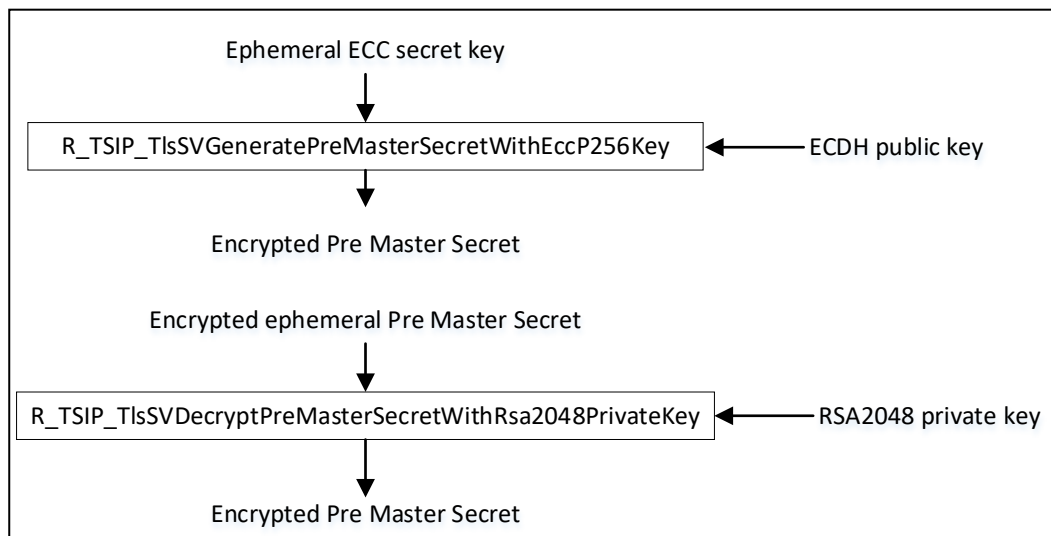 Ephemeral ECC secret key
R_TSIP_TlsSVGeneratePreMasterSecretWithEccP256Key
ECDH public key
Encrypted Pre Master Secret
Encrypted ephemeral Pre Master Secret
R_TSIP_TlsSVDecryptPreMasterSecretWithRsa2048PrivateKey
RSA2048 private key
Encrypted Pre Master Secret